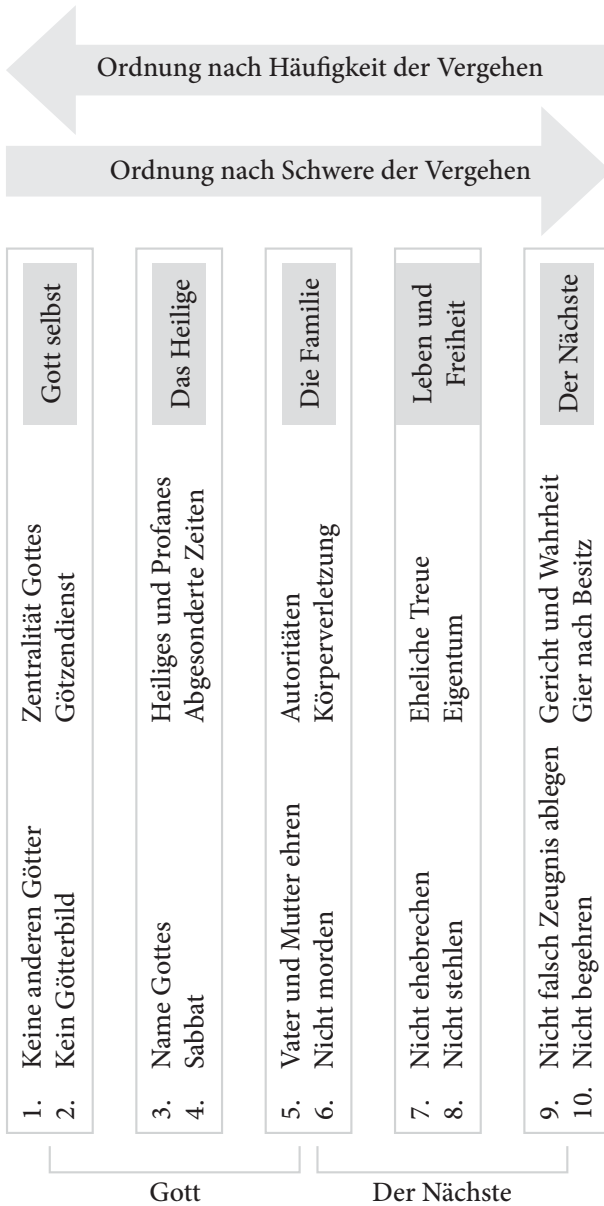 Ordnung nach Häufigkeit der Vergehen
Ordnung nach Schwere der Vergehen
Gott selbst
Zentralität Gottes
Götzendienst
1. Keine anderen Götter
2. Kein Götterbild
Das Heilige
Heiliges und Profanes
Abgesonderte Zeiten
3. Name Gottes
4. Sabbat
Die Familie
Autoritäten
Körperverletzung
5. Vater und Mutter ehren
6. Nicht morden
Leben und
Freiheit
Eheliche Treue
Eigentum
7. Nicht ehebrechen
8. Nicht stehlen
Der Nächste
Gericht und Wahrheit
Gier nach Besitz
9. Nicht falsch Zeugnis ablegen
10. Nicht begehren
Gott
Der Nächste